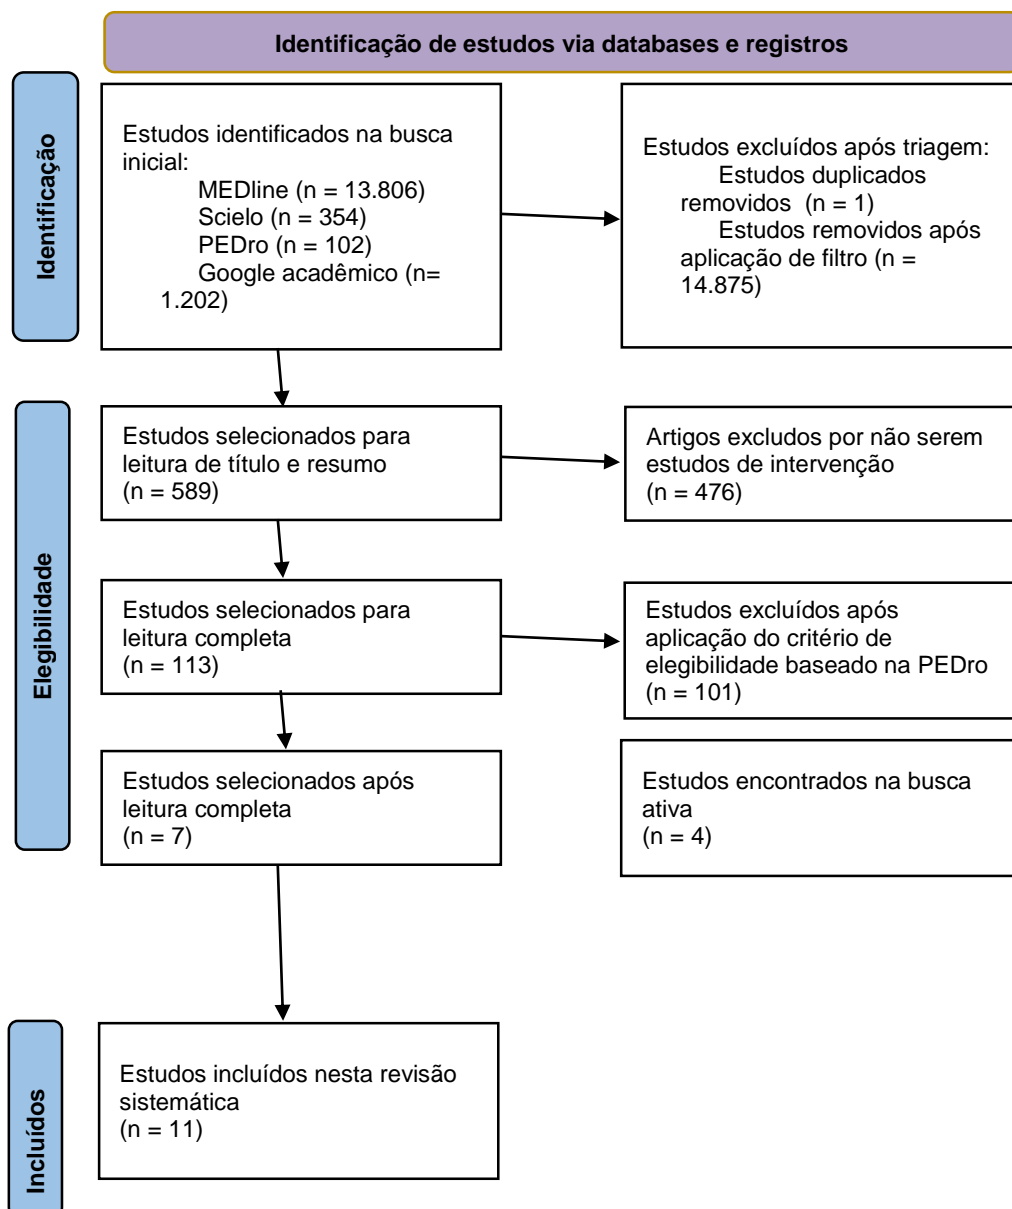 Identificação de estudos via databases e registros
Identificação
Estudos identificados na busca
inicial:
MEDline (n = 13.806)
Scielo (n = 354)
PEDro (n = 102)
Google acadêmico (n=
1.202)
Estudos excluídos após triagem:
Estudos duplicados
removidos (n = 1)
Estudos removidos após
aplicação de filtro (n =
14.875)
Elegibilidade
Estudos selecionados para
leitura de título e resumo
(n = 589)
Artigos excludos por não serem
estudos de intervenção
(n = 476)
Estudos selecionados para
leitura completa
(n = 113)
Estudos excluídos após
aplicação do critério de
elegibilidade baseado na PEDro
(n = 101)
Estudos selecionados após
leitura completa
(n = 7)
Estudos encontrados na busca
ativa
(n = 4)
Incluídos
Estudos incluídos nesta revisão
sistemática
(n = 11)